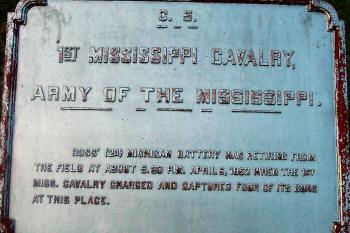 C. S.
1ST MISSISSIPPI CAVALRY,
ARMY OF THE MISSISSIPPI.
ROSS' (2D) MICHIGAN BATTERY WAS RETIRING FROM
THE FIELD AT ABOUT 5.30 P.M. APRIL 6, 1862 WHEN THE 1ST
MISS. CAVALRY CHARGED AND CAPTURED FOUR OF ITS GUNS
AT THIS PLACE.